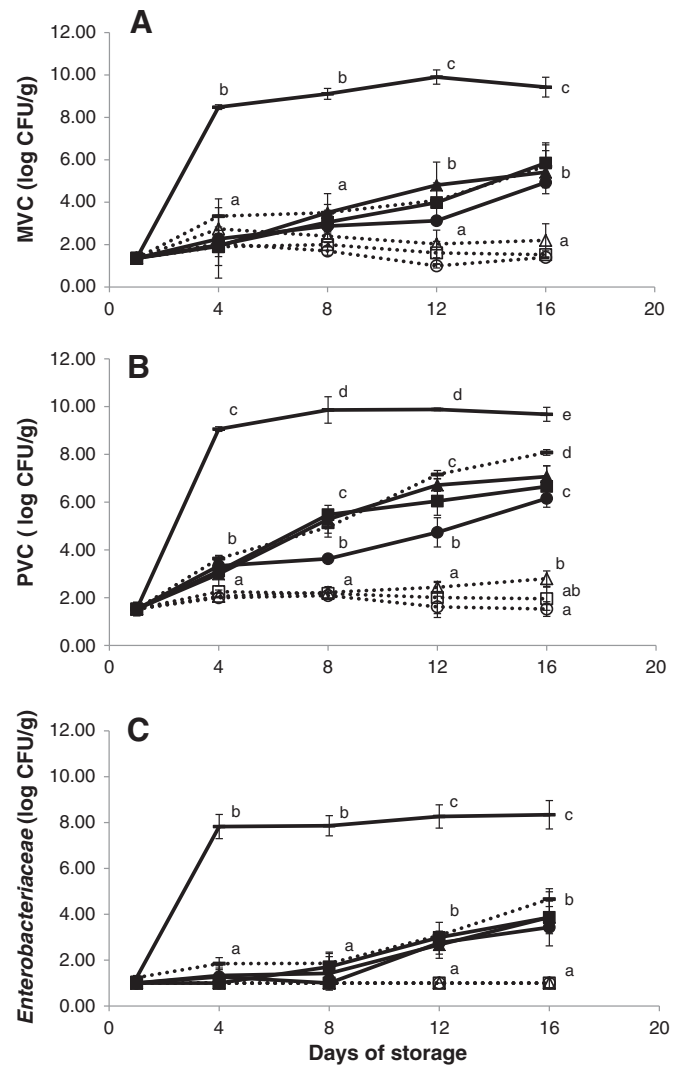 A
MVC (log CFU/g)
12.00
10.00
8.00
6.00
4.00
2.00
0.00
b
b
c
c
a
a
b
b
a
a
0 4 8 12 16 20
B
PVC ( log CFU/g)
12.00
10.00
8.00
6.00
4.00
2.00
0.00
c
d
d
e
b
c
c
d
c
b
b
a
a
a
b
ab
a
0 4 8 12 16 20
C
Enterobacteriaceae (log CFU/g)
12.00
10.00
8.00
6.00
4.00
2.00
0.00
b
b
c
c
a
a
b
b
a
a
0 4 8 12 16 20
Days of storage